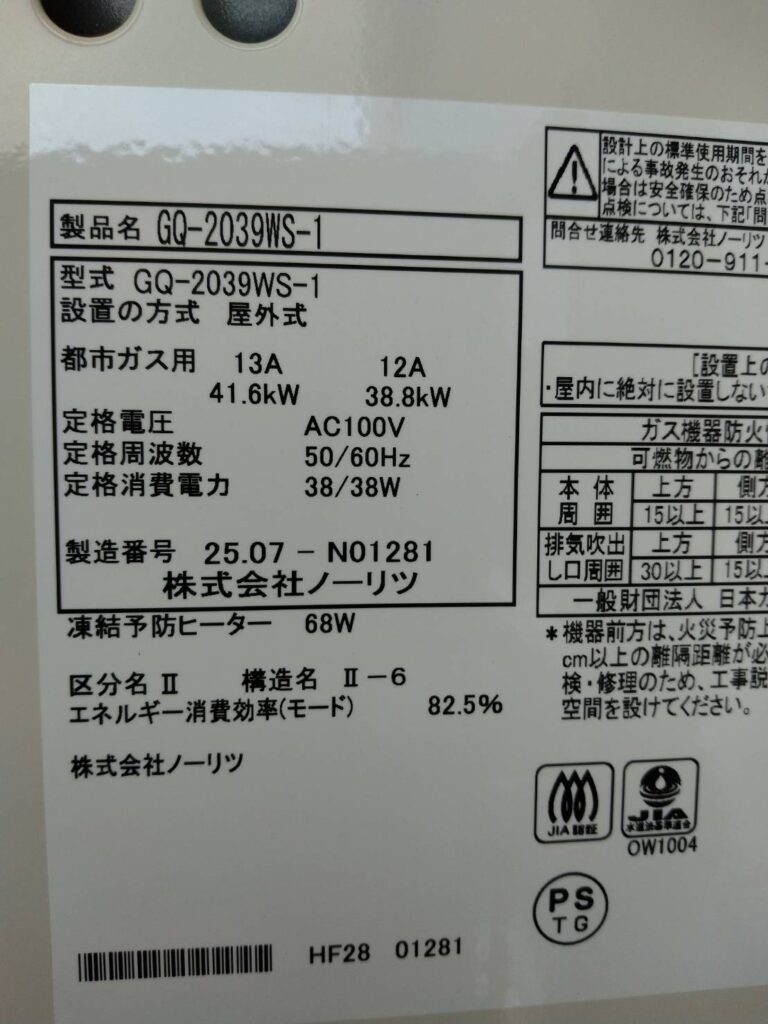 製品名 GQ-2039WS-1
型式 GQ-2039WS-1
設置の方式 屋外式
都市ガス用 13A 12A
41.6kW 38.8kW
定格電圧 AC100V
定格周波数 50/60Hz
定格消費電力 38/38W
製造番号 25.07-N01281
株式会社ノーリツ
凍結予防ヒーター 68W
区分名 Ⅱ 構造名 Ⅱ-6
エネルギー消費効率(モード) 82.5%
株式会社ノーリツ
HF28 01281
設計上の標準使用期間を
による事故発生のおそれが
場合は安全確保のため点
点検については、下記「問
問合せ連絡先 株式会社ノーリツ
0120-911-
[設置上の
・屋内に絶対に設置しない
ガス機器防火
可燃物からの離
本体周囲 上方 側方
15以上 15以上
排気吹出し口周囲 上方 側方
30以上 15以上
一般財団法人 日本ガ
*機器前方は、火災予防上
cm以上の離隔距離が必
検・修理のため、工事説
空間を設けてください。
JIA認証
JIA
OW1004
PS
TG